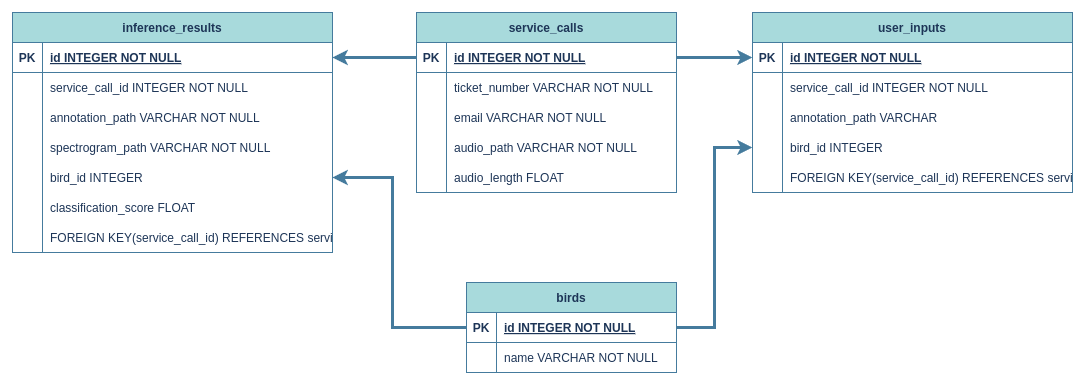 inference_results
PK id INTEGER NOT NULL
service_call_id INTEGER NOT NULL
annotation_path VARCHAR NOT NULL
spectrogram_path VARCHAR NOT NULL
bird_id INTEGER
classification_score FLOAT
FOREIGN KEY(service_call_id) REFERENCES servi
service_calls
PK id INTEGER NOT NULL
ticket_number VARCHAR NOT NULL
email VARCHAR NOT NULL
audio_path VARCHAR NOT NULL
audio_length FLOAT
user_inputs
PK id INTEGER NOT NULL
service_call_id INTEGER NOT NULL
annotation_path VARCHAR
bird_id INTEGER
FOREIGN KEY(service_call_id) REFERENCES servi
birds
PK id INTEGER NOT NULL
name VARCHAR NOT NULL